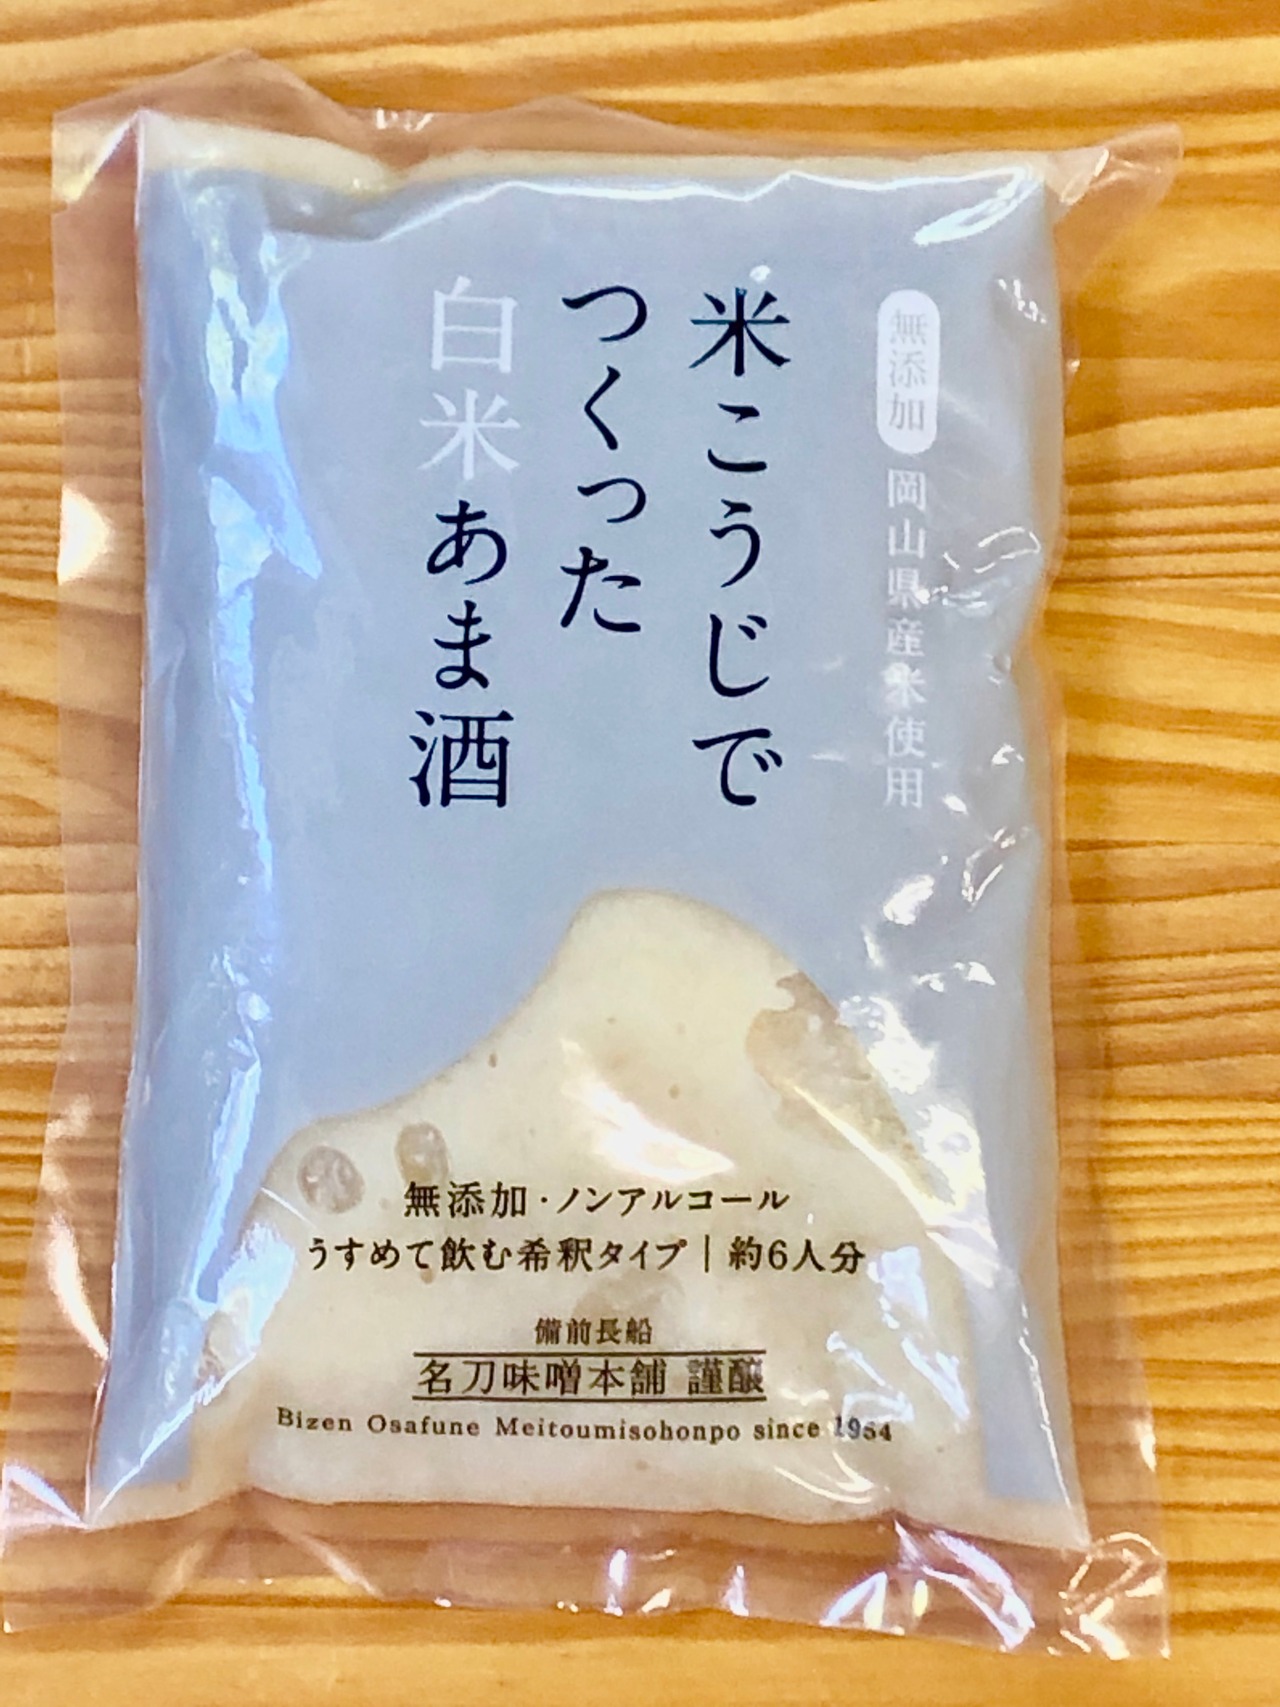 無添加 岡山県産米使用
米こうじで
つくった
白米あま酒
無添加・ノンアルコール
うすめて飲む希釈タイプ｜約6人分
備前長船
名刀味噌本舗 謹醸
Bizen Osafune Meitoumisohonpo since 1954